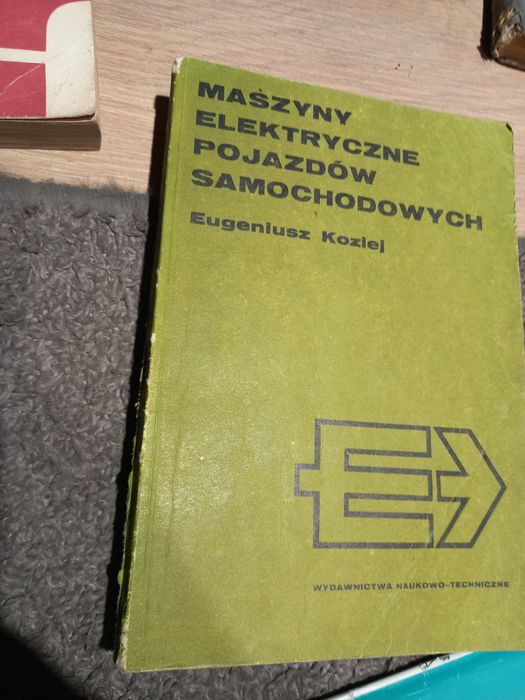 MASZYNY
ELEKTRYCZNE
POJAZDÓW
SAMOCHODOWYCH
Eugeniusz Koziej
WYDAWNICTWA NAUKOWO-TECHNICZNE